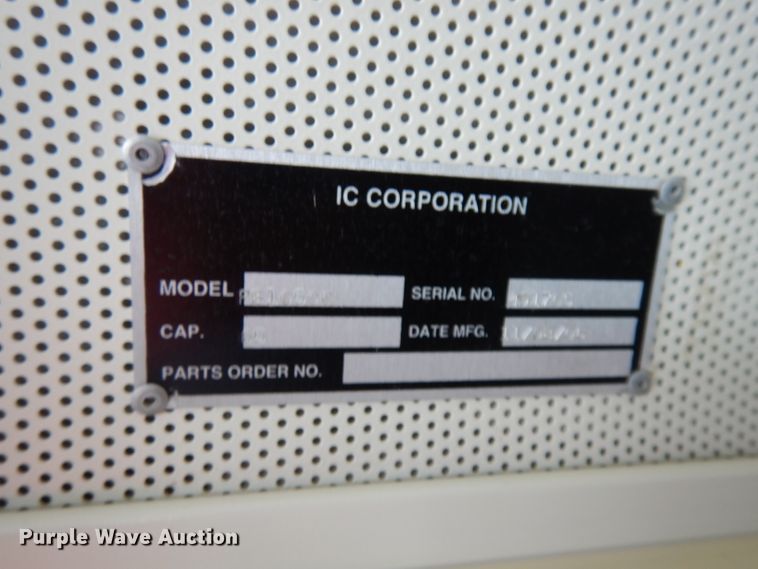 IC CORPORATION
MODEL SERIAL NO.
CAP. DATE MFG.
PARTS ORDER NO.
Purple Wave Auction